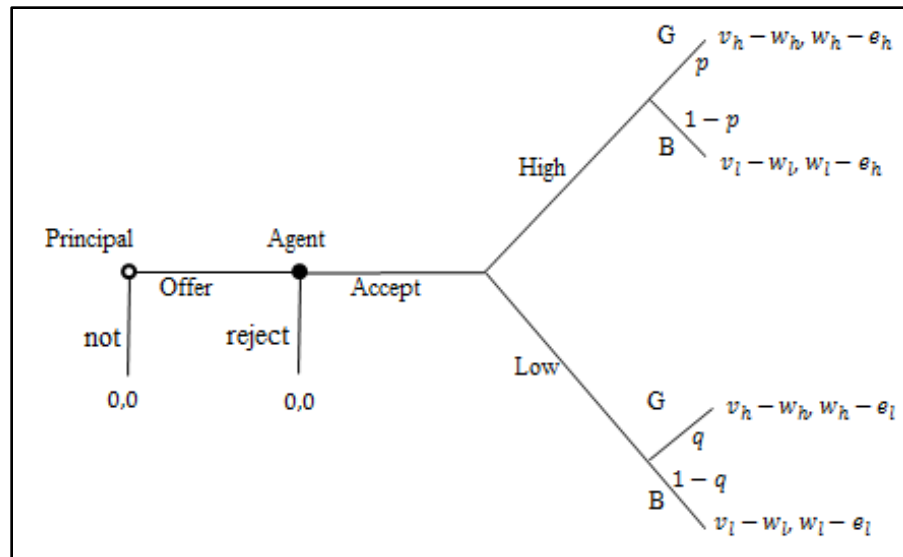 G
v_h − w_h, w_h − e_h
p
1 − p
B
v_l − w_l, w_l − e_h
High
Principal
Agent
Offer
Accept
not
reject
0,0
0,0
Low
G
v_h − w_h, w_h − e_l
q
1 − q
B
v_l − w_l, w_l − e_l